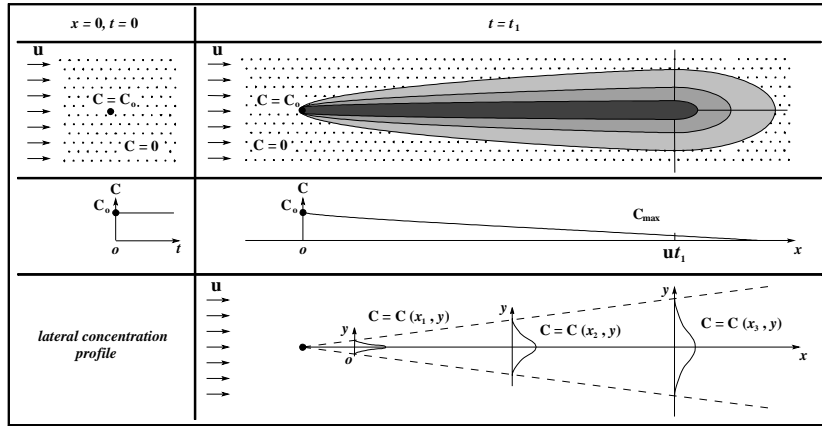 x = 0, t = 0
t = t₁
u
C = Cₒ
C = 0
u
C = Cₒ
C = 0
C
Cₒ
o
t
C
Cₒ
Cmax
o
ut₁
x
lateral concentration
profile
u
y
C = C (x₁ , y)
o
y
C = C (x₂ , y)
y
C = C (x₃ , y)
x